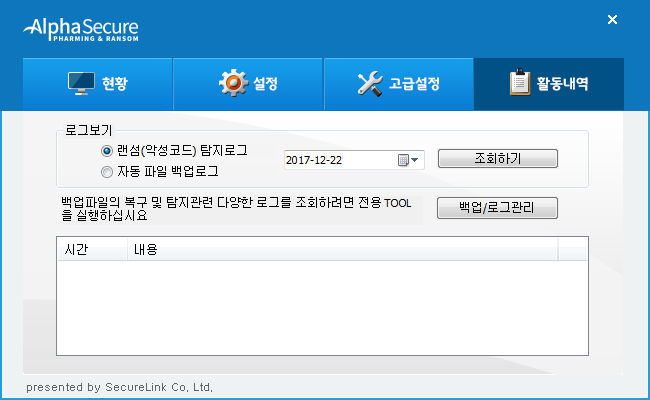 AlphaSecure
PHARMING & RANSOM
현황
설정
고급설정
활동내역
로그보기
랜섬(악성코드) 탐지로그
자동 파일 백업로그
2017-12-22
조회하기
백업파일의 복구 및 탐지관련 다양한 로그를 조회하려면 전용 TOOL
을 실행하십시요
백업/로그관리
시간 내용
presented by SecureLink Co, Ltd,